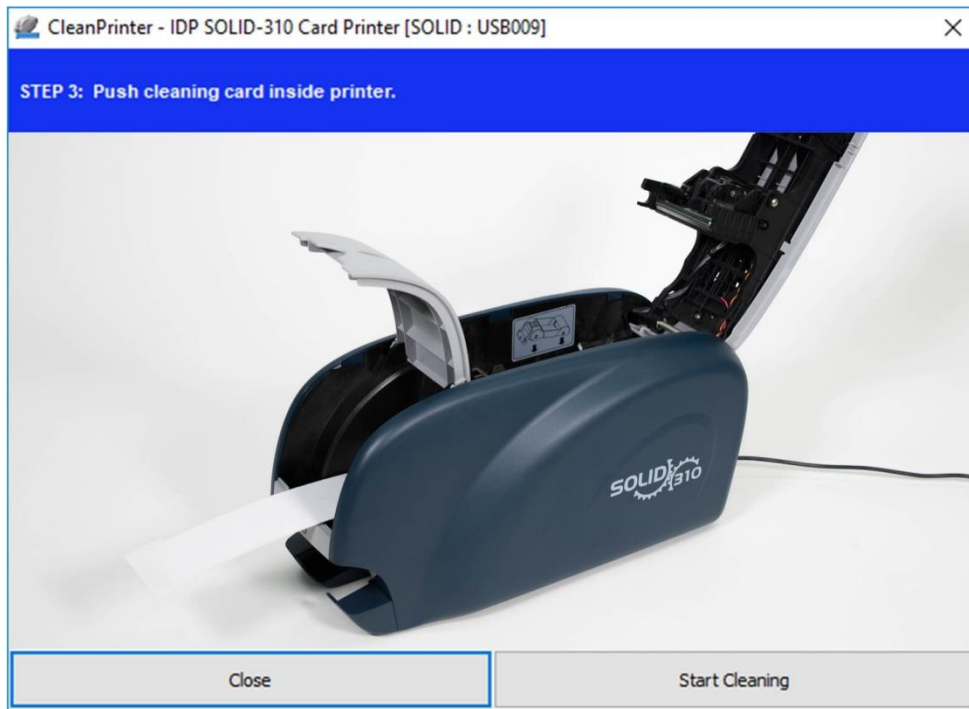 CleanPrinter - IDP SOLID-310 Card Printer [SOLID : USB009]
STEP 3: Push cleaning card inside printer.
SOLID 310
Close
Start Cleaning